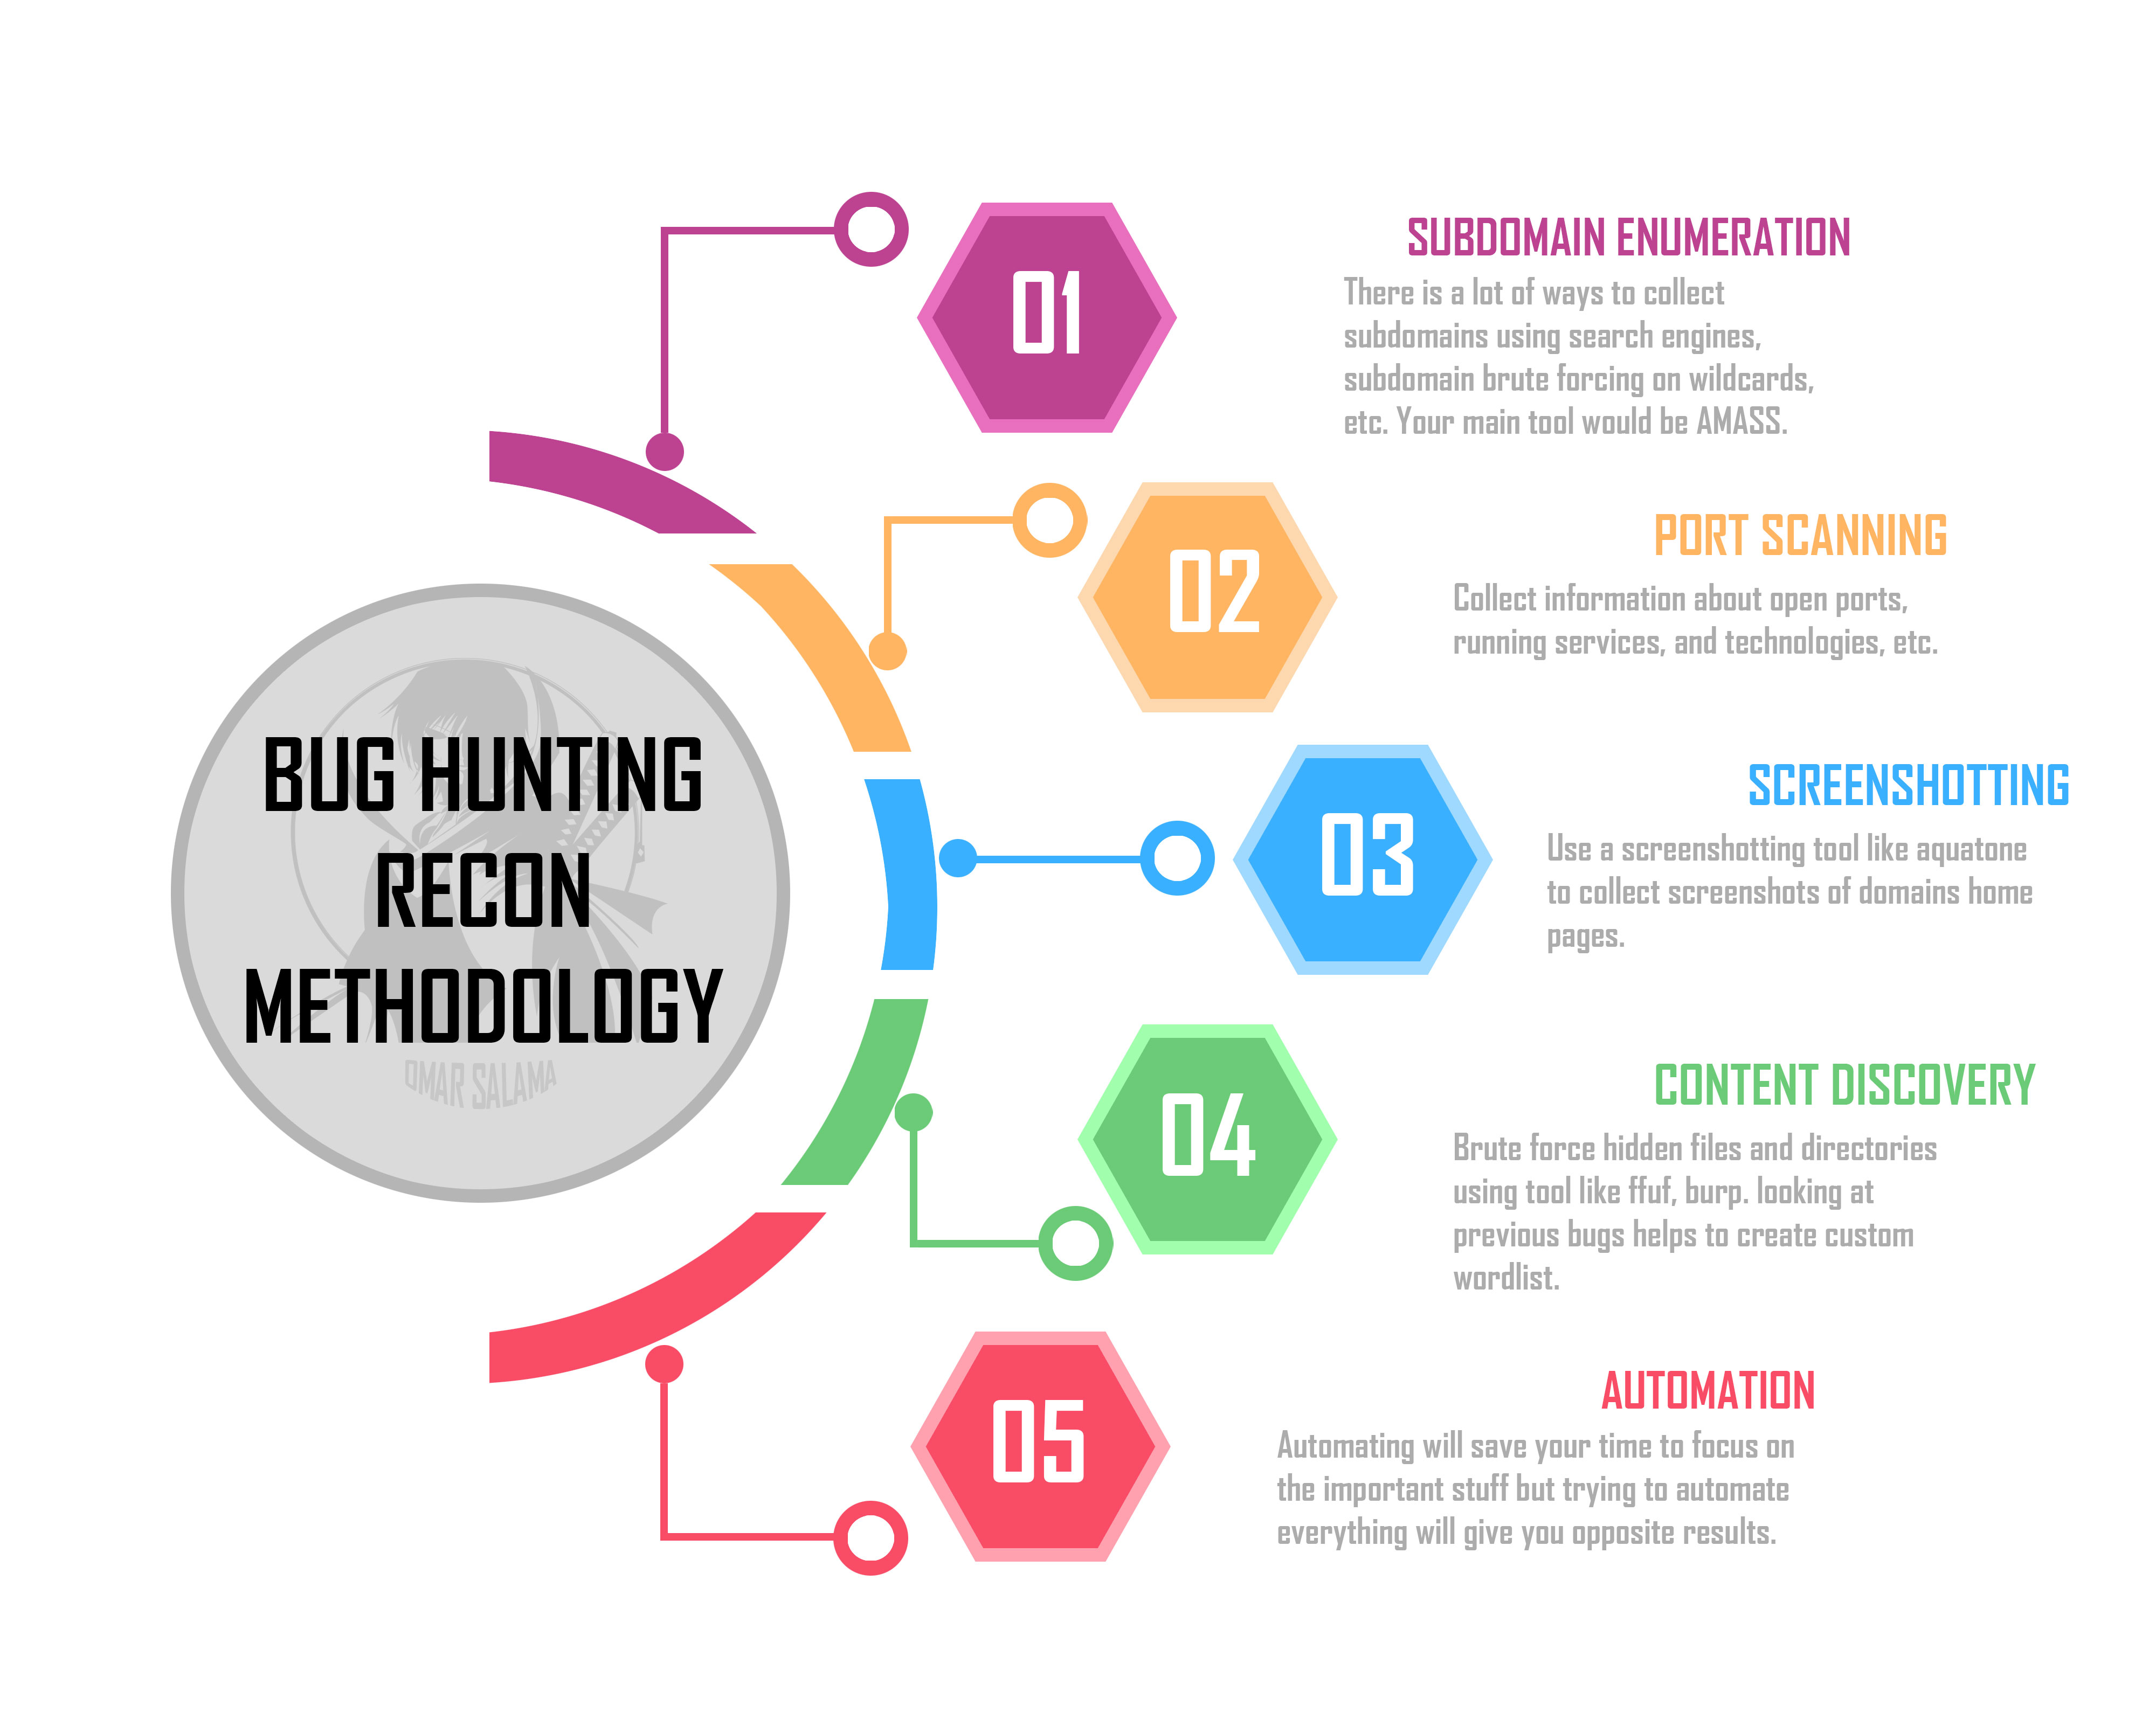 BUG HUNTING
RECON
METHODOLOGY
OMAR SALAMA
01
SUBDOMAIN ENUMERATION
There is a lot of ways to collect
subdomains using search engines,
subdomain brute forcing on wildcards,
etc. Your main tool would be AMASS.
02
PORT SCANNING
Collect information about open ports,
running services, and technologies, etc.
03
SCREENSHOTTING
Use a screenshotting tool like aquatone
to collect screenshots of domains home
pages.
04
CONTENT DISCOVERY
Brute force hidden files and directories
using tool like ffuf, burp. looking at
previous bugs helps to create custom
wordlist.
05
AUTOMATION
Automating will save your time to focus on
the important stuff but trying to automate
everything will give you opposite results.